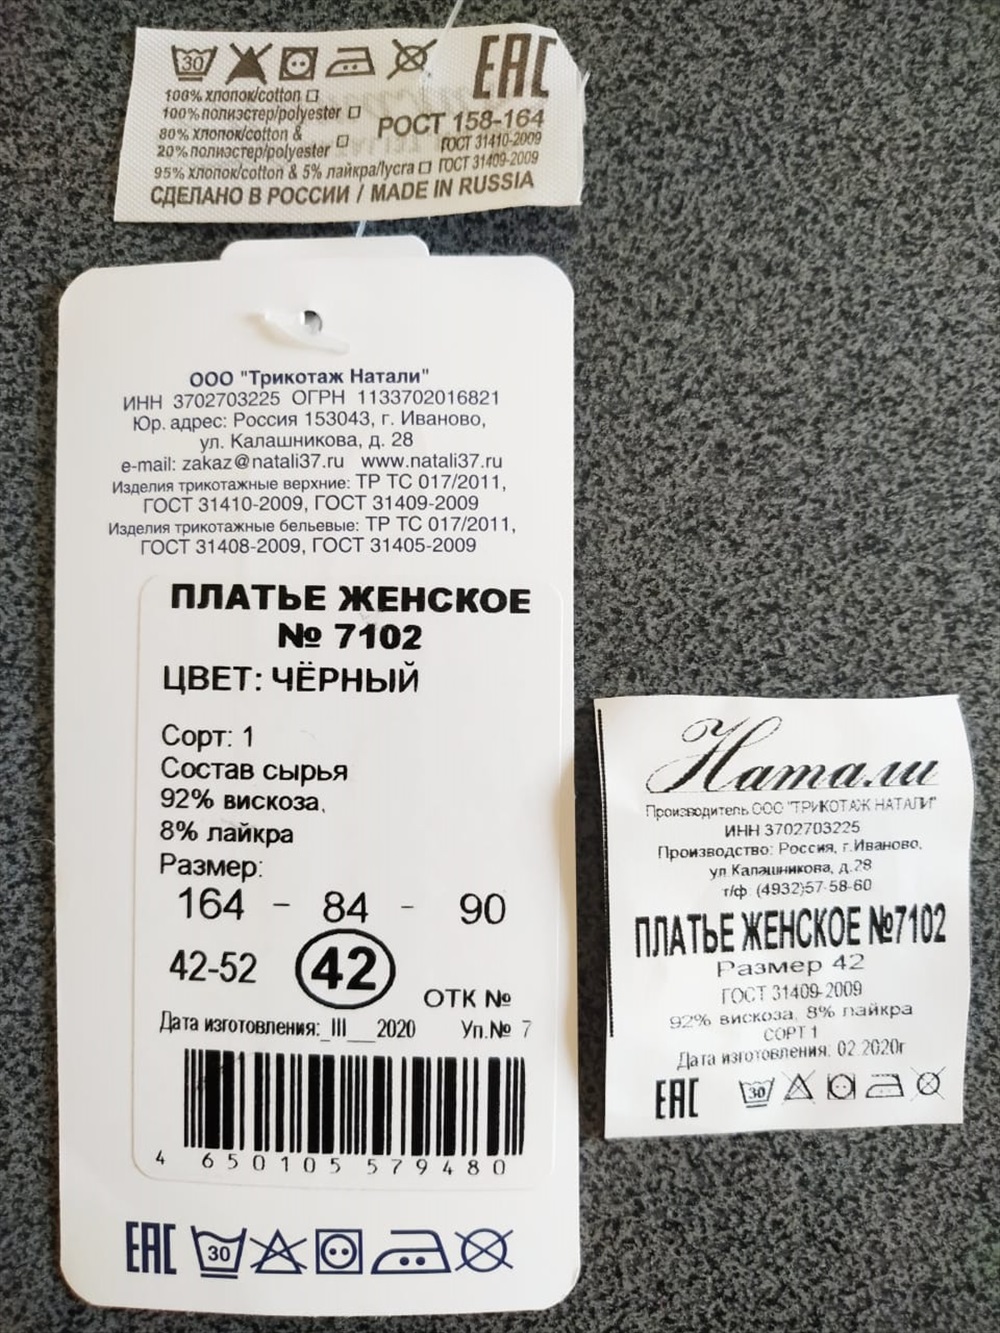 30
EAC
100% хлопок/cotton
100% полиэстер/polyester
80% хлопок/cotton &
20% полиэстер/polyester
РОСТ 158-164
ГОСТ 31410-2009
95% хлопок/cotton & 5% лайкра/lycra ГОСТ 31409-2009
СДЕЛАНО В РОССИИ / MADE IN RUSSIA
ООО "Трикотаж Натали"
ИНН 3702703225 ОГРН 1133702016821
Юр. адрес: Россия 153043, г. Иваново,
ул. Калашникова, д. 28
e-mail: zakaz@natali37.ru www.natali37.ru
Изделия трикотажные верхние: ТР ТС 017/2011,
ГОСТ 31410-2009, ГОСТ 31409-2009
Изделия трикотажные бельевые: ТР ТС 017/2011,
ГОСТ 31408-2009, ГОСТ 31405-2009
ПЛАТЬЕ ЖЕНСКОЕ
№ 7102
ЦВЕТ: ЧЁРНЫЙ
Сорт: 1
Состав сырья
92% вискоза,
8% лайкра
Размер:
164 - 84 - 90
42-52 42
ОТК №
Дата изготовления:_III___2020 Уп.№ 7
4 650105 579480
EAC 30
Натали
Производитель ООО "ТРИКОТАЖ НАТАЛИ"
ИНН 3702703225
Производство: Россия, г.Иваново,
ул Калашникова, д.28
т/ф (4932)57-58-60
ПЛАТЬЕ ЖЕНСКОЕ №7102
Размер 42
ГОСТ 31409-2009
92% вискоза, 8% лайкра
СОРТ 1
Дата изготовления: 02.2020г
EAC 30